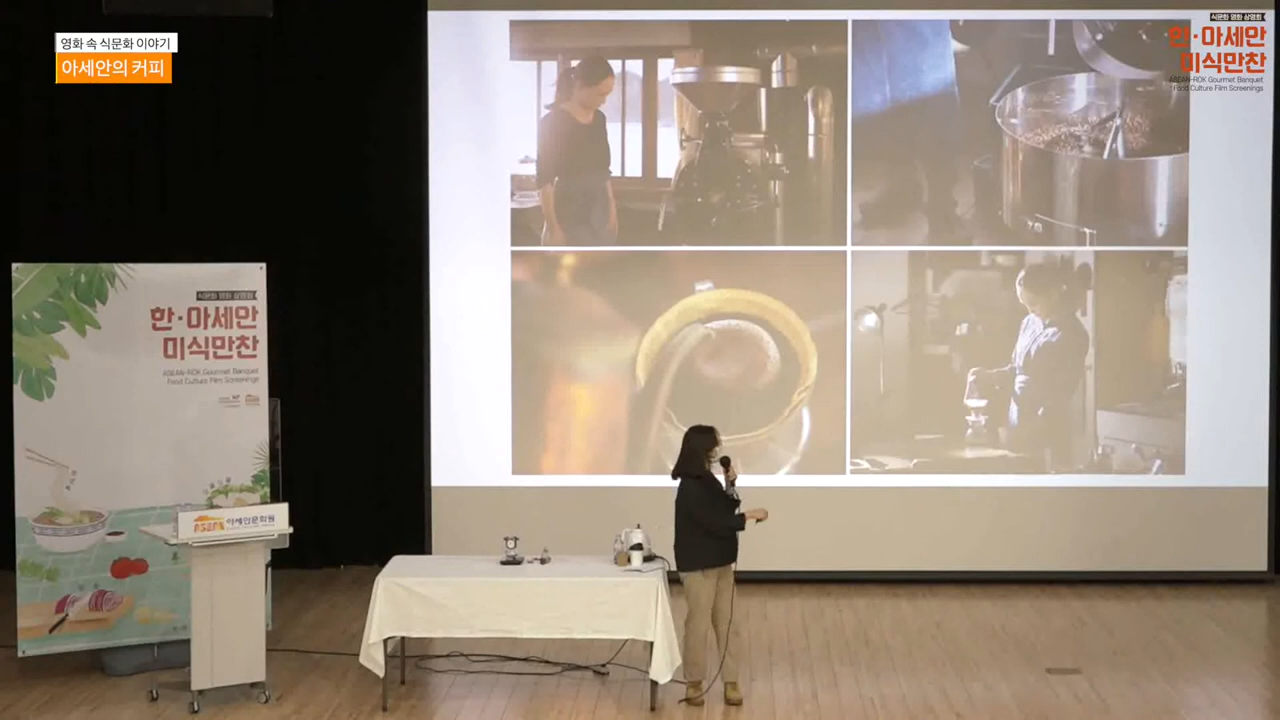 영화 속 식문화 이야기
아세안의 커피
식문화 영화 상영회
한·아세안
미식만찬
ASEAN-ROK Gourmet Banquet
Food Culture Film Screenings
식문화 영화 상영회
한·아세안
미식만찬
ASEAN-ROK Gourmet Banquet
Food Culture Film Screenings
아세안문화원